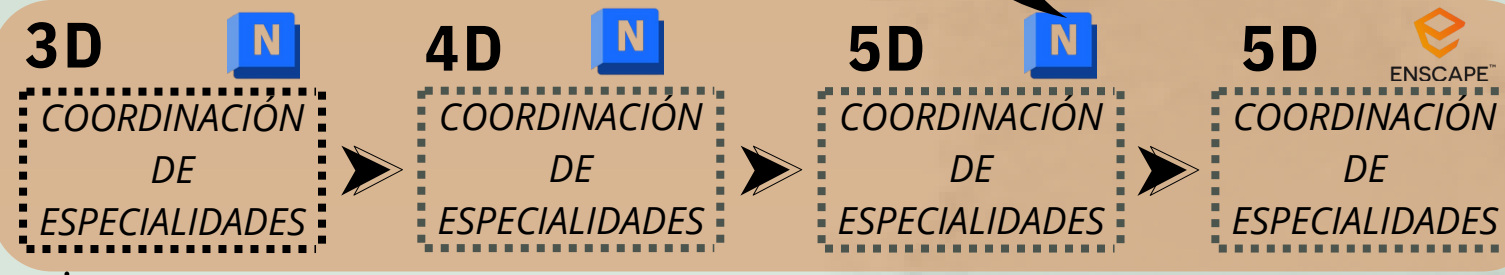 3D
N
COORDINACIÓN
DE
ESPECIALIDADES
4D
N
COORDINACIÓN
DE
ESPECIALIDADES
5D
N
COORDINACIÓN
DE
ESPECIALIDADES
5D
ENSCAPE™
COORDINACIÓN
DE
ESPECIALIDADES